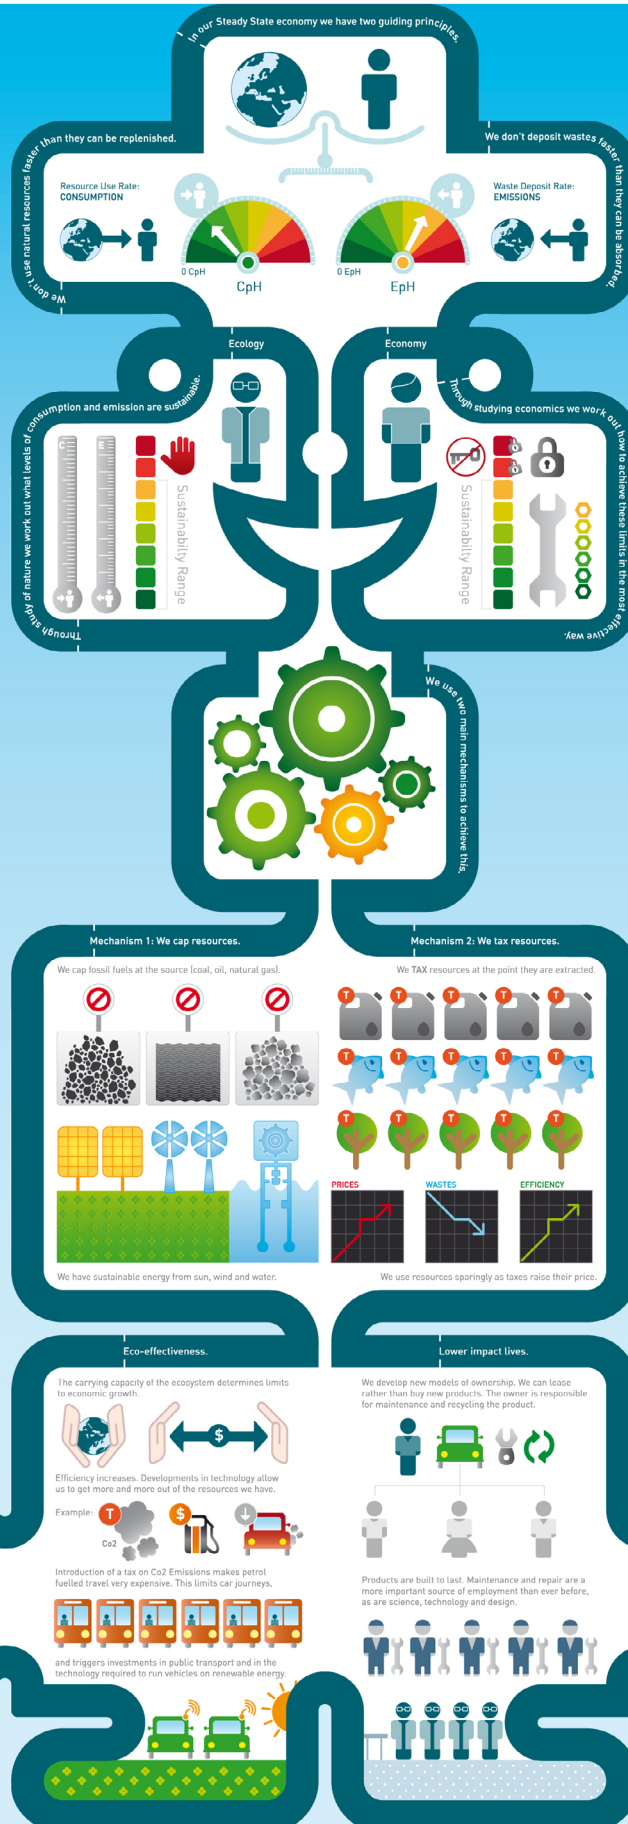 In our Steady State economy we have two guiding principles.
We don't use natural resources faster than they can be replenished.
We don't deposit wastes faster than they can be absorbed.
Resource Use Rate:
CONSUMPTION
Waste Deposit Rate:
EMISSIONS
0 CpH
CpH
0 EpH
EpH
Ecology
Economy
Through study of nature we work out what levels of consumption and emission are sustainable.
Through studying economics we work out how to achieve these limits in the most effective way.
C
E
Sustainabilty Range
Sustainability Range
We use two main mechanisms to achieve this.
Mechanism 1: We cap resources.
We cap fossil fuels at the source (coal, oil, natural gas).
We have sustainable energy from sun, wind and water.
Mechanism 2: We tax resources.
We TAX resources at the point they are extracted.
T T T T T
T T T T T
T T T T T
PRICES
WASTES
EFFICIENCY
We use resources sparingly as taxes raise their price.
Eco-effectiveness.
The carrying capacity of the ecosystem determines limits
to economic growth.
$
Efficiency increases. Developments in technology allow
us to get more and more out of the resources we have.
Example:
T
$
Co2
Introduction of a tax on Co2 Emissions makes petrol
fuelled travel very expensive. This limits car journeys,
and triggers investments in public transport and in the
technology required to run vehicles on renewable energy.
Lower impact lives.
We develop new models of ownership. We can lease
rather than buy new products. The owner is responsible
for maintenance and recycling the product.
Products are built to last. Maintenance and repair are a
more important source of employment than ever before,
as are science, technology and design.